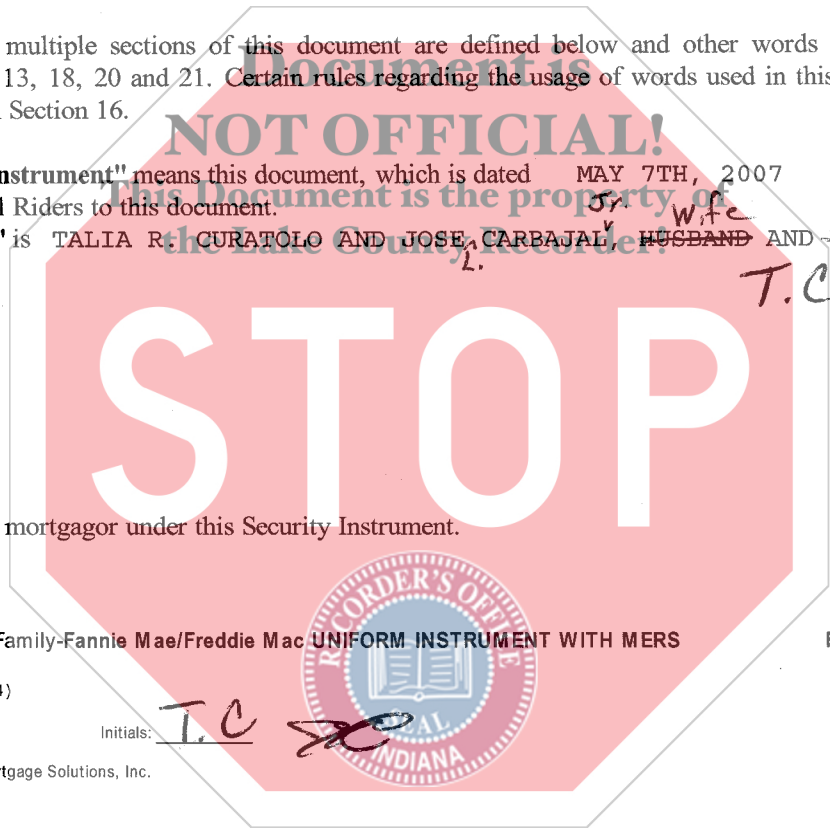 multiple sections of this document are defined below and other words
13, 18, 20 and 21. Certain rules regarding the usage of words used in this
Section 16.
Document is
NOT OFFICIAL!
This Document is the property of
the Lake County Recorder!
nstrument" means this document, which is dated MAY 7TH, 2007
Riders to this document.
Jr. Wife
" is TALIA R. CURATOLO AND JOSE CARBAJAL, HUSBAND AND
L.
T. C
STOP
mortgagor under this Security Instrument.
RECORDER'S OFFICE
SEAL
INDIANA
Family-Fannie Mae/Freddie Mac UNIFORM INSTRUMENT WITH MERS
4)
Initials: T. C
tgage Solutions, Inc.